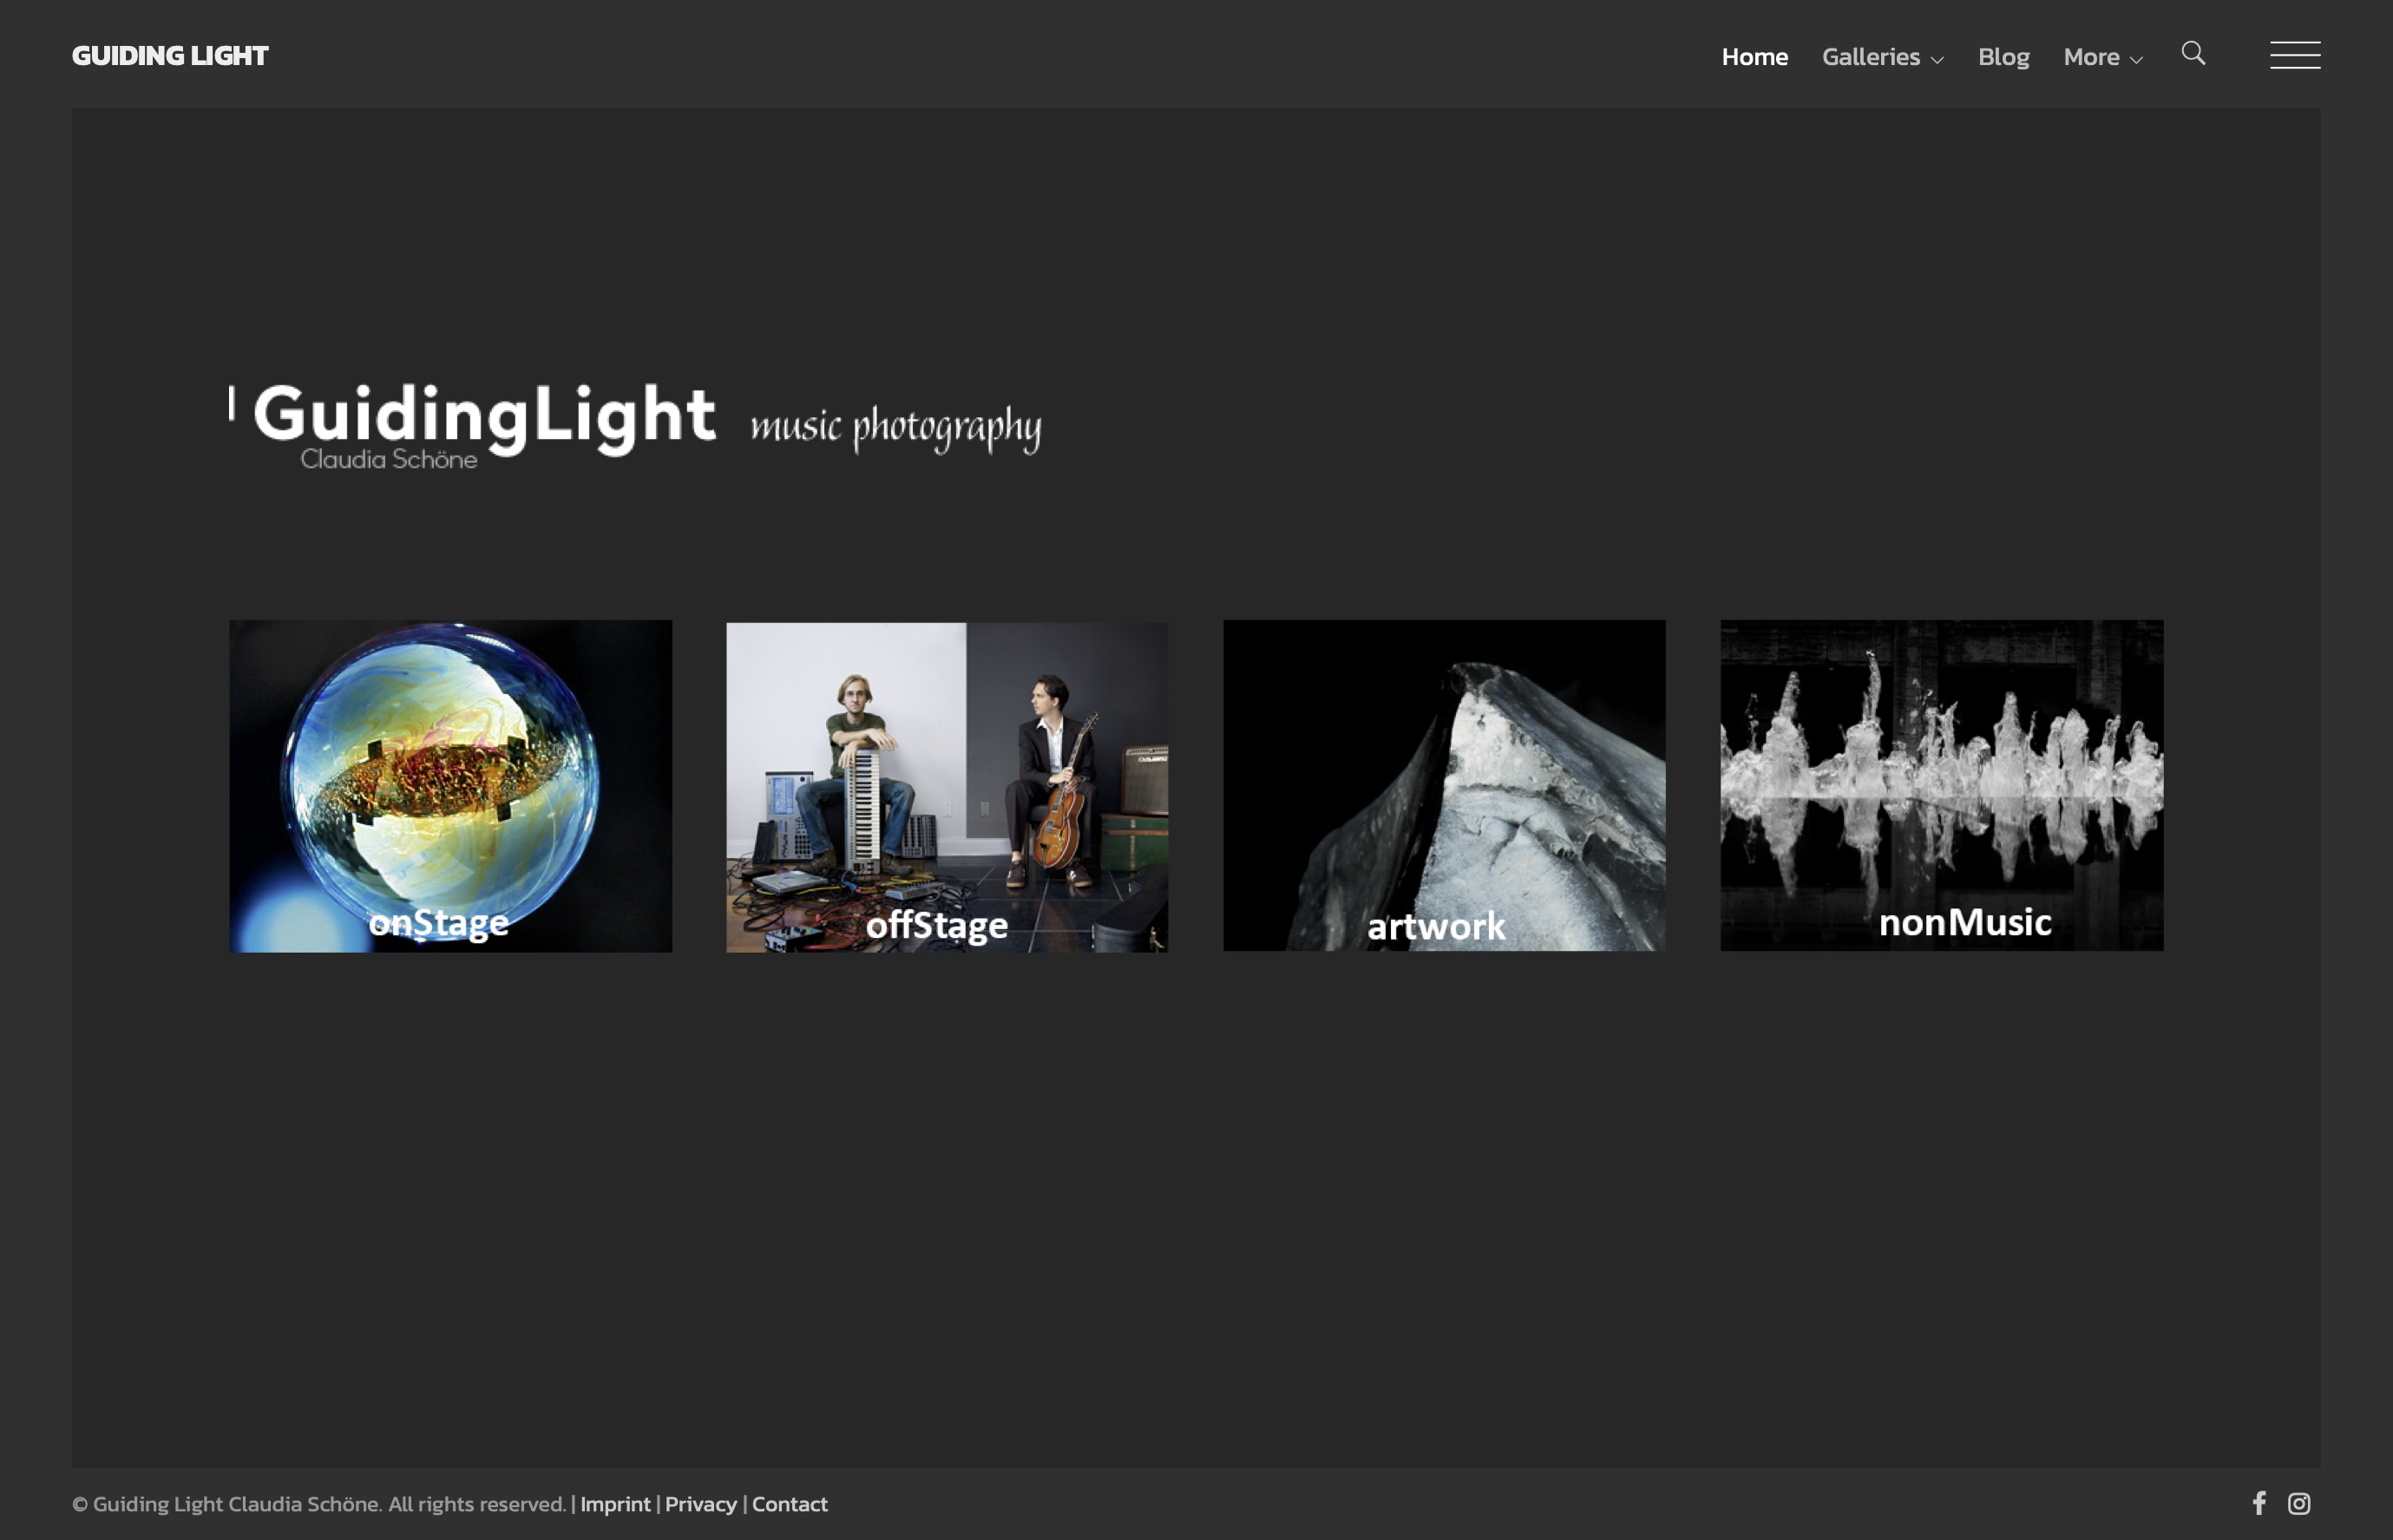 GUIDING LIGHT
Home Galleries Blog More
GuidingLight music photography
Claudia Schöne
onStage
offStage
artwork
nonMusic
© Guiding Light Claudia Schöne. All rights reserved. | Imprint | Privacy | Contact